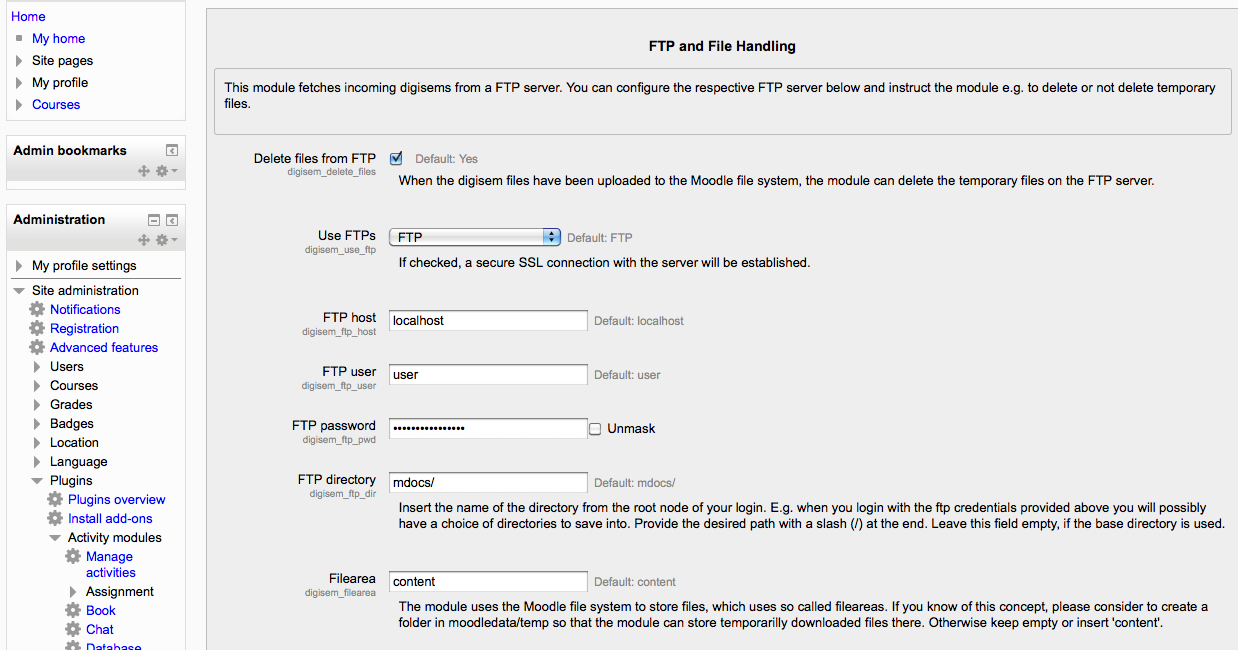 Home
My home
Site pages
My profile
Courses
Admin bookmarks
Administration
My profile settings
Site administration
Notifications
Registration
Advanced features
Users
Courses
Grades
Badges
Location
Language
Plugins
Plugins overview
Install add-ons
Activity modules
Manage
activities
Assignment
Book
Chat
Database
FTP and File Handling
This module fetches incoming digisems from a FTP server. You can configure the respective FTP server below and instruct the module e.g. to delete or not delete temporary
files.
Delete files from FTP Default: Yes
digisem_delete_files
When the digisem files have been uploaded to the Moodle file system, the module can delete the temporary files on the FTP server.
Use FTPs FTP Default: FTP
digisem_use_ftp
If checked, a secure SSL connection with the server will be established.
FTP host localhost Default: localhost
digisem_ftp_host
FTP user user Default: user
digisem_ftp_user
FTP password ••••••••••••••• Unmask
digisem_ftp_pwd
FTP directory mdocs/ Default: mdocs/
digisem_ftp_dir
Insert the name of the directory from the root node of your login. E.g. when you login with the ftp credentials provided above you will possibly
have a choice of directories to save into. Provide the desired path with a slash (/) at the end. Leave this field empty, if the base directory is used.
Filearea content Default: content
digisem_filearea
The module uses the Moodle file system to store files, which uses so called fileareas. If you know of this concept, please consider to create a
folder in moodledata/temp so that the module can store temporarilly downloaded files there. Otherwise keep empty or insert 'content'.